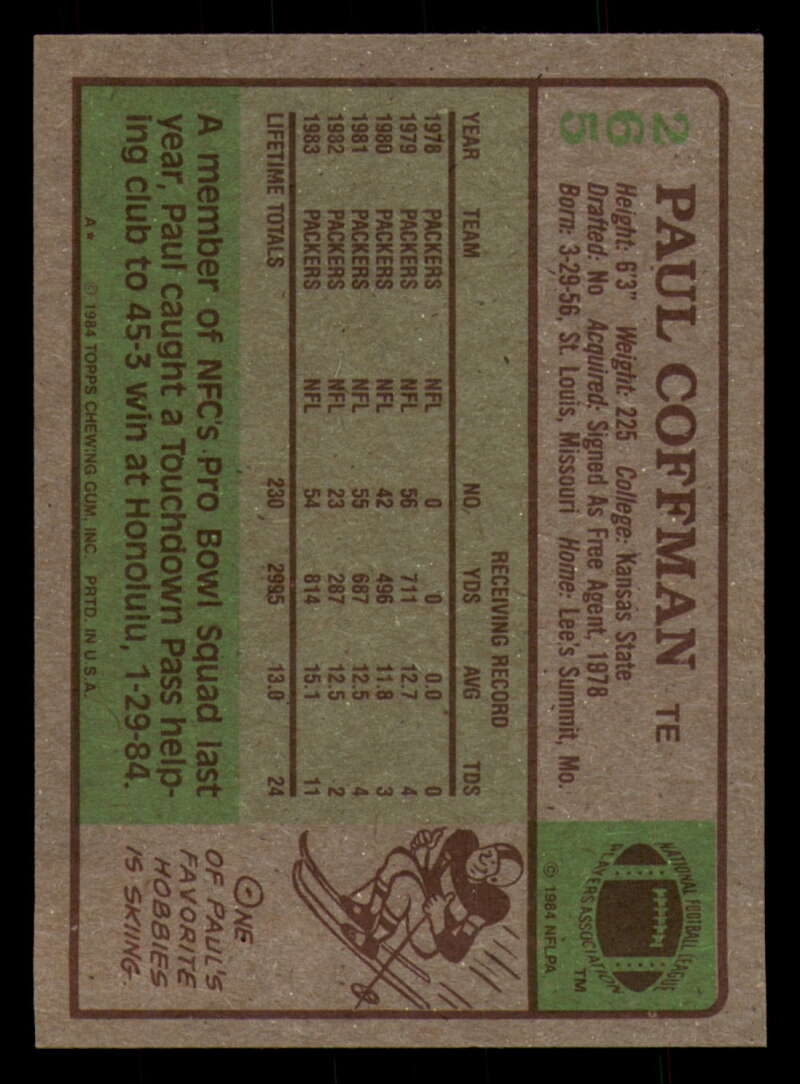 265
PAUL COFFMAN TE
Height: 6'3" Weight: 225 College: Kansas State
Drafted: No Acquired: Signed As Free Agent, 1978
Born: 3-29-56, St. Louis, Missouri Home: Lee's Summit, Mo.
NATIONAL FOOTBALL LEAGUE
PLAYERS ASSOCIATION
TM
© 1984 NFLPA
RECEIVING RECORD
YEAR TEAM NO. YDS AVG TDS
1978 PACKERS NFL 0 0 0.0 0
1979 PACKERS NFL 56 711 12.7 4
1980 PACKERS NFL 42 496 11.8 3
1981 PACKERS NFL 55 687 12.5 4
1982 PACKERS NFL 23 287 12.5 2
1983 PACKERS NFL 54 814 15.1 11
LIFETIME TOTALS 230 2995 13.0 24
A member of NFC's Pro Bowl Squad last
year, Paul caught a Touchdown Pass help-
ing club to 45-3 win at Honolulu, 1-29-84.
A* © 1984 TOPPS CHEWING GUM, INC. PRTD. IN U.S.A.
ONE
OF PAUL'S
FAVORITE
HOBBIES
IS SKIING.